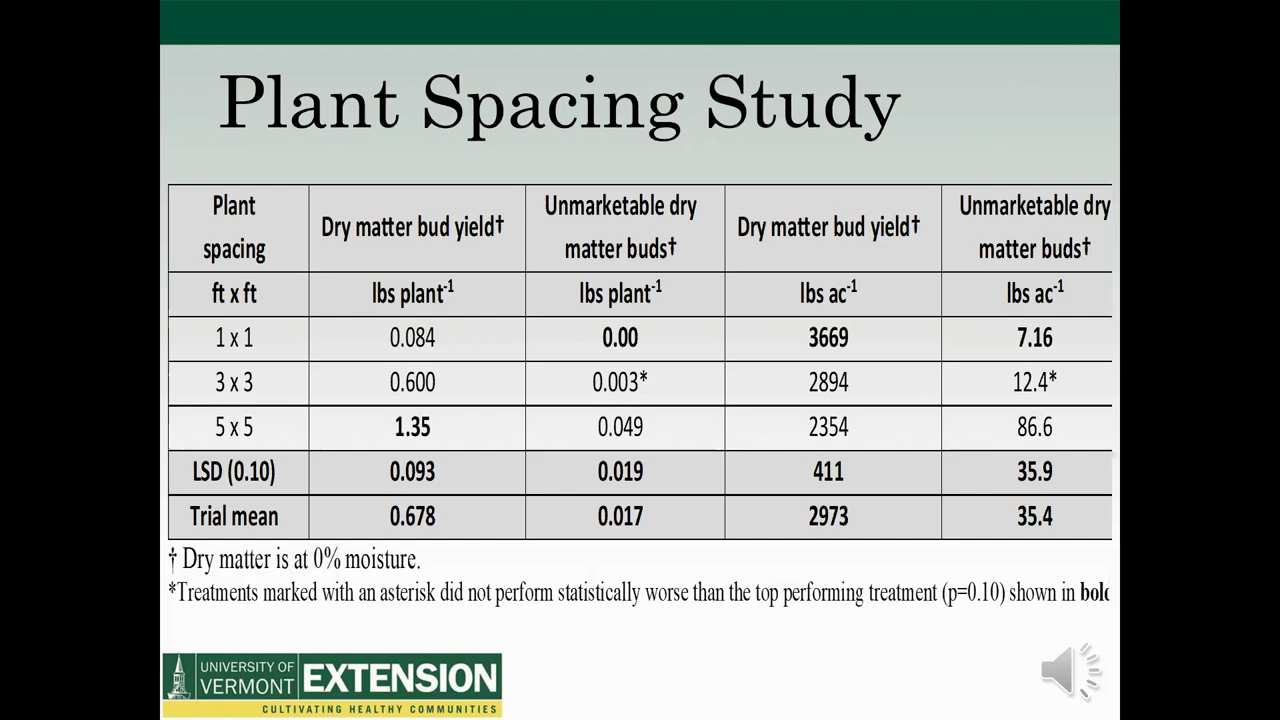 Plant Spacing Study
Plant spacing | Dry matter bud yield† | Unmarketable dry matter buds† | Dry matter bud yield† | Unmarketable dry matter buds†
ft x ft | lbs plant-1 | lbs plant-1 | lbs ac-1 | lbs ac-1
1 x 1 | 0.084 | 0.00 | 3669 | 7.16
3 x 3 | 0.600 | 0.003* | 2894 | 12.4*
5 x 5 | 1.35 | 0.049 | 2354 | 86.6
LSD (0.10) | 0.093 | 0.019 | 411 | 35.9
Trial mean | 0.678 | 0.017 | 2973 | 35.4
† Dry matter is at 0% moisture.
*Treatments marked with an asterisk did not perform statistically worse than the top performing treatment (p=0.10) shown in bold
UNIVERSITY OF
VERMONT
EXTENSION
CULTIVATING HEALTHY COMMUNITIES